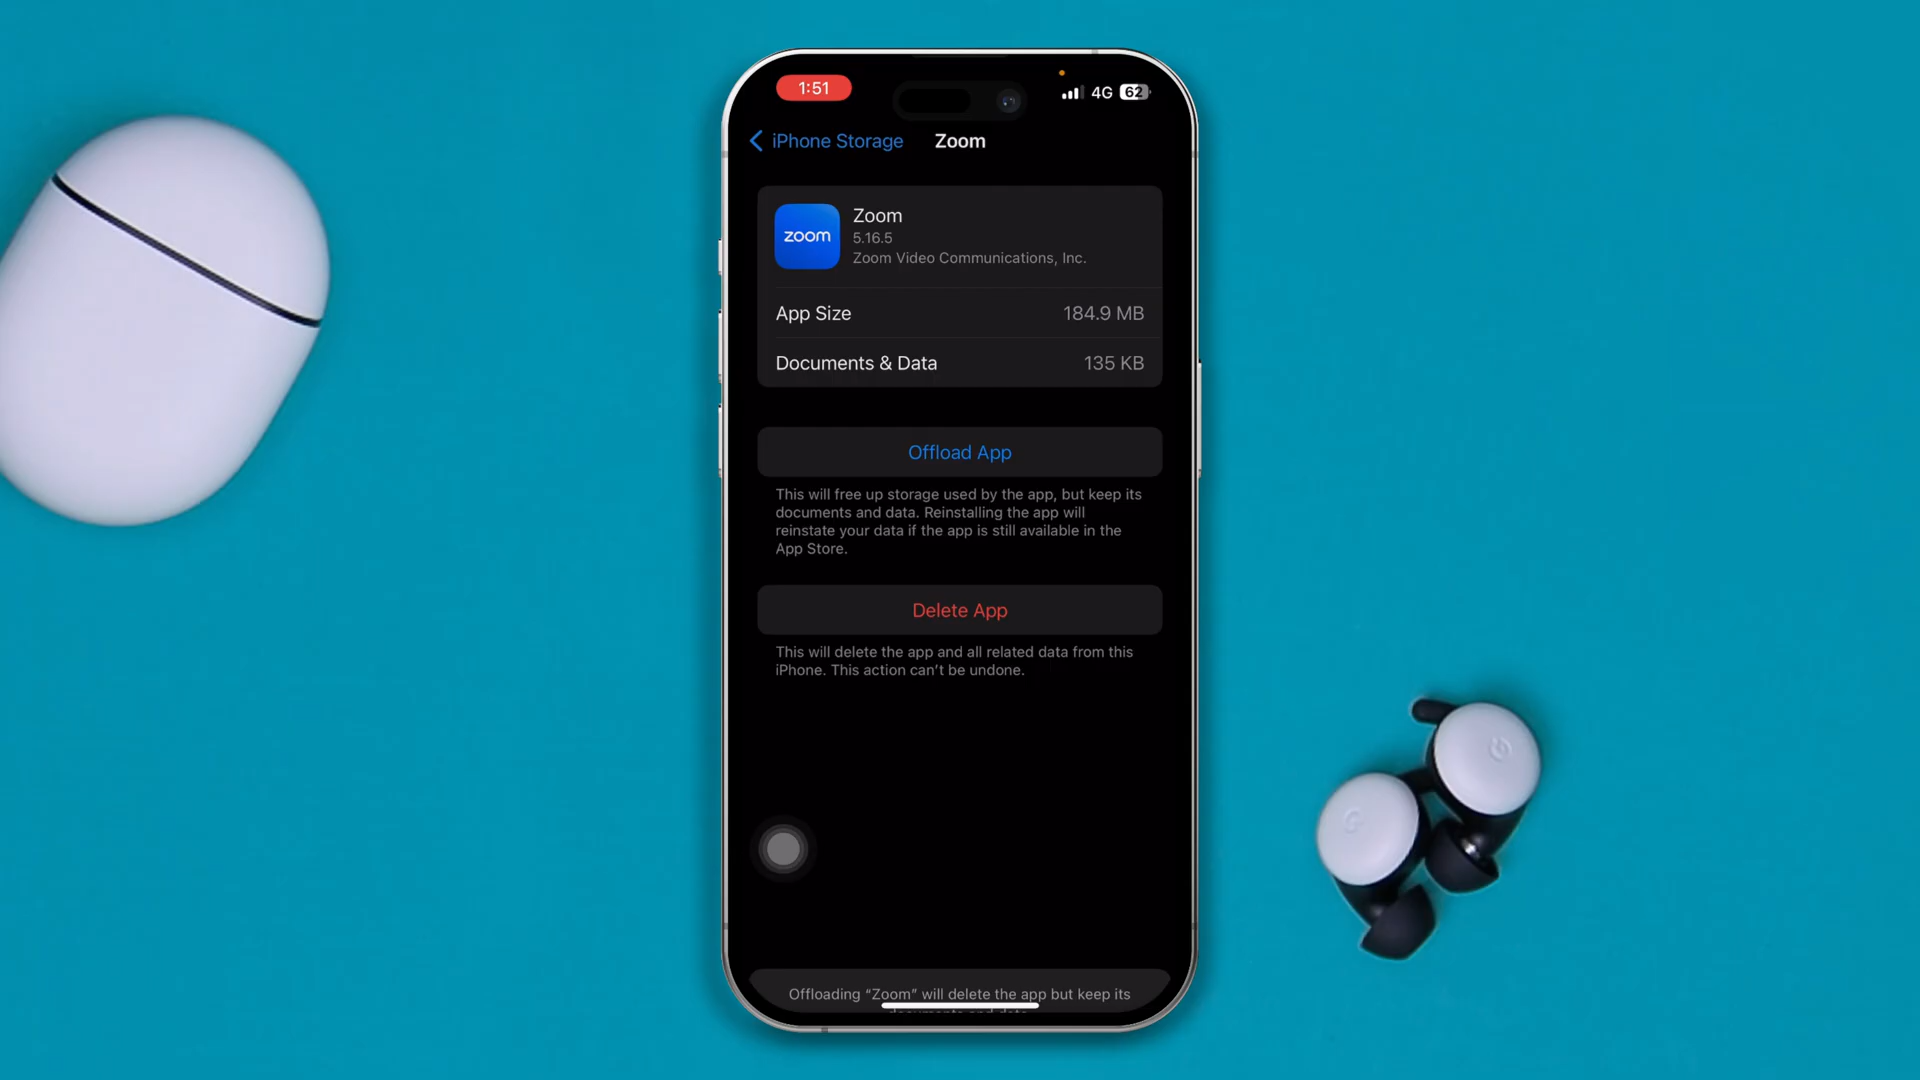 1:51
4G 62
iPhone Storage Zoom
zoom
Zoom
5.16.5
Zoom Video Communications, Inc.
App Size 184.9 MB
Documents & Data 135 KB
Offload App
This will free up storage used by the app, but keep its
documents and data. Reinstalling the app will
reinstate your data if the app is still available in the
App Store.
Delete App
This will delete the app and all related data from this
iPhone. This action can't be undone.
Offloading “Zoom” will delete the app but keep its
documents and data.